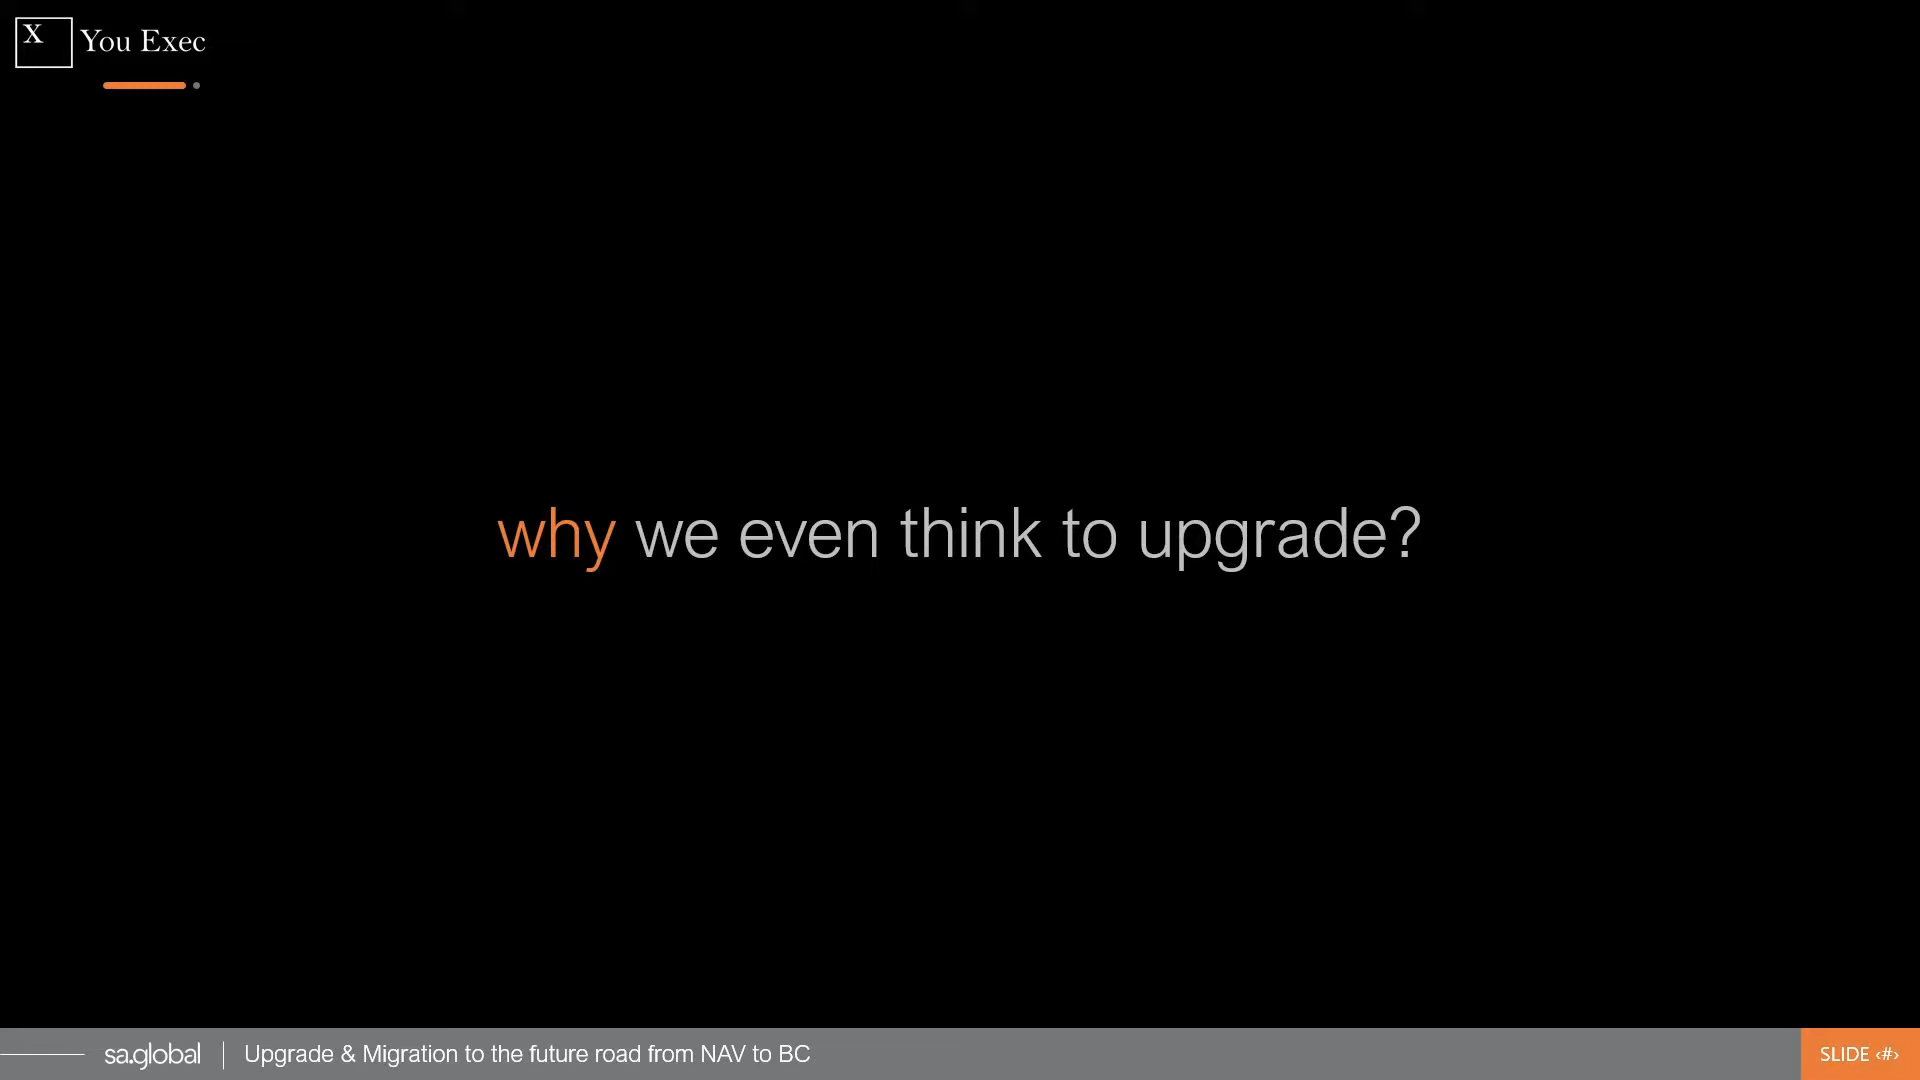 X
You Exec
why we even think to upgrade?
sa.global
Upgrade & Migration to the future road from NAV to BC
SLIDE ‹#›